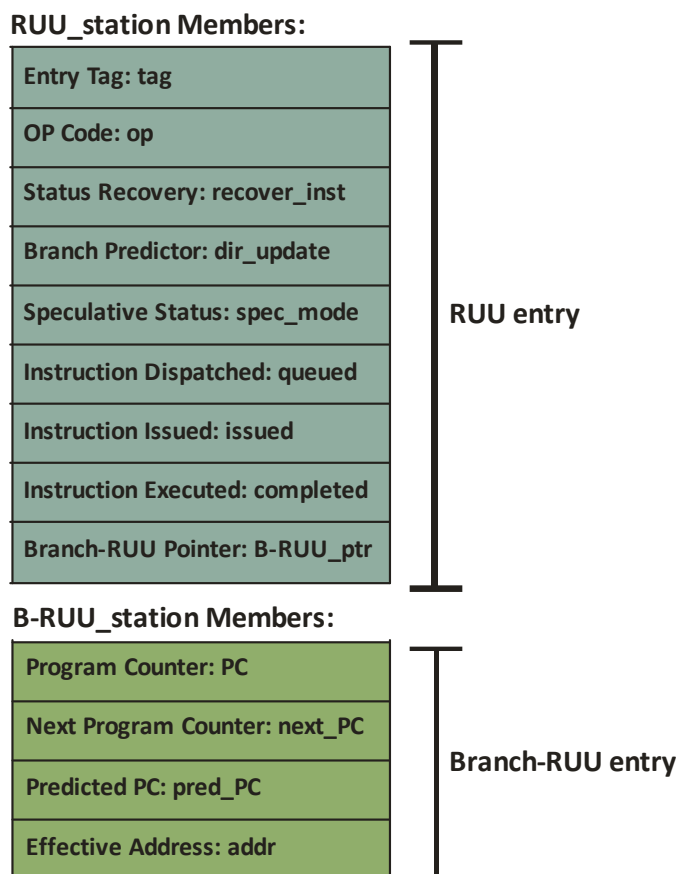 RUU_station Members:
Entry Tag: tag
OP Code: op
Status Recovery: recover_inst
Branch Predictor: dir_update
Speculative Status: spec_mode
Instruction Dispatched: queued
Instruction Issued: issued
Instruction Executed: completed
Branch-RUU Pointer: B-RUU_ptr
RUU entry
B-RUU_station Members:
Program Counter: PC
Next Program Counter: next_PC
Predicted PC: pred_PC
Effective Address: addr
Branch-RUU entry